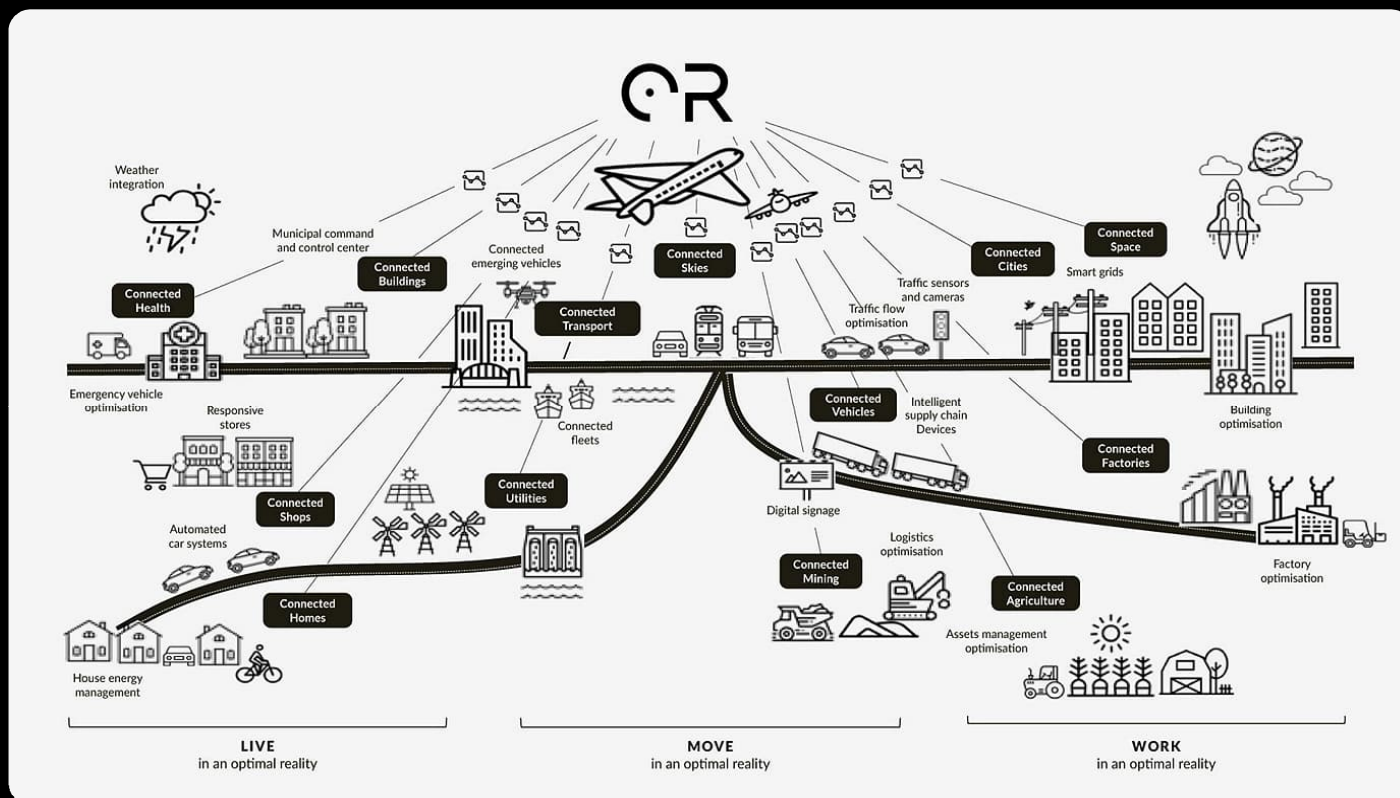 OR
Weather
integration
Municipal command
and control center
Connected
Buildings
Connected
emerging vehicles
Connected
Skies
Connected
Cities
Connected
Space
Smart grids
Connected
Health
Connected
Transport
Traffic sensors
and cameras
Traffic flow
optimisation
Emergency vehicle
optimisation
Responsive
stores
Connected
fleets
Connected
Vehicles
Intelligent
supply chain
Devices
Building
optimisation
Connected
Factories
Connected
Shops
Connected
Utilities
Digital signage
Automated
car systems
Logistics
optimisation
Connected
Mining
Factory
optimisation
Connected
Homes
Connected
Agriculture
Assets management
optimisation
House energy
management
LIVE
in an optimal reality
MOVE
in an optimal reality
WORK
in an optimal reality